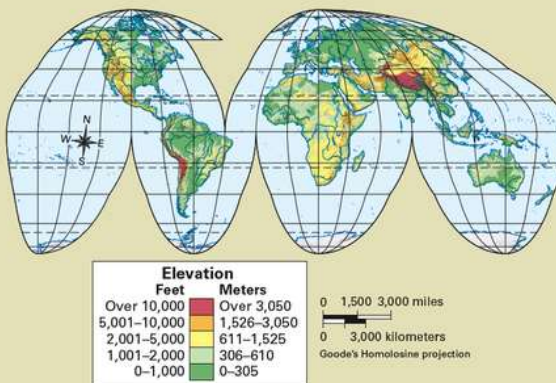 N
W E
S
Elevation
Feet Meters
Over 10,000 Over 3,050
5,001–10,000 1,526–3,050
2,001–5,000 611–1,525
1,001–2,000 306–610
0–1,000 0–305
0 1,500 3,000 miles
0 3,000 kilometers
Goode's Homolosine projection